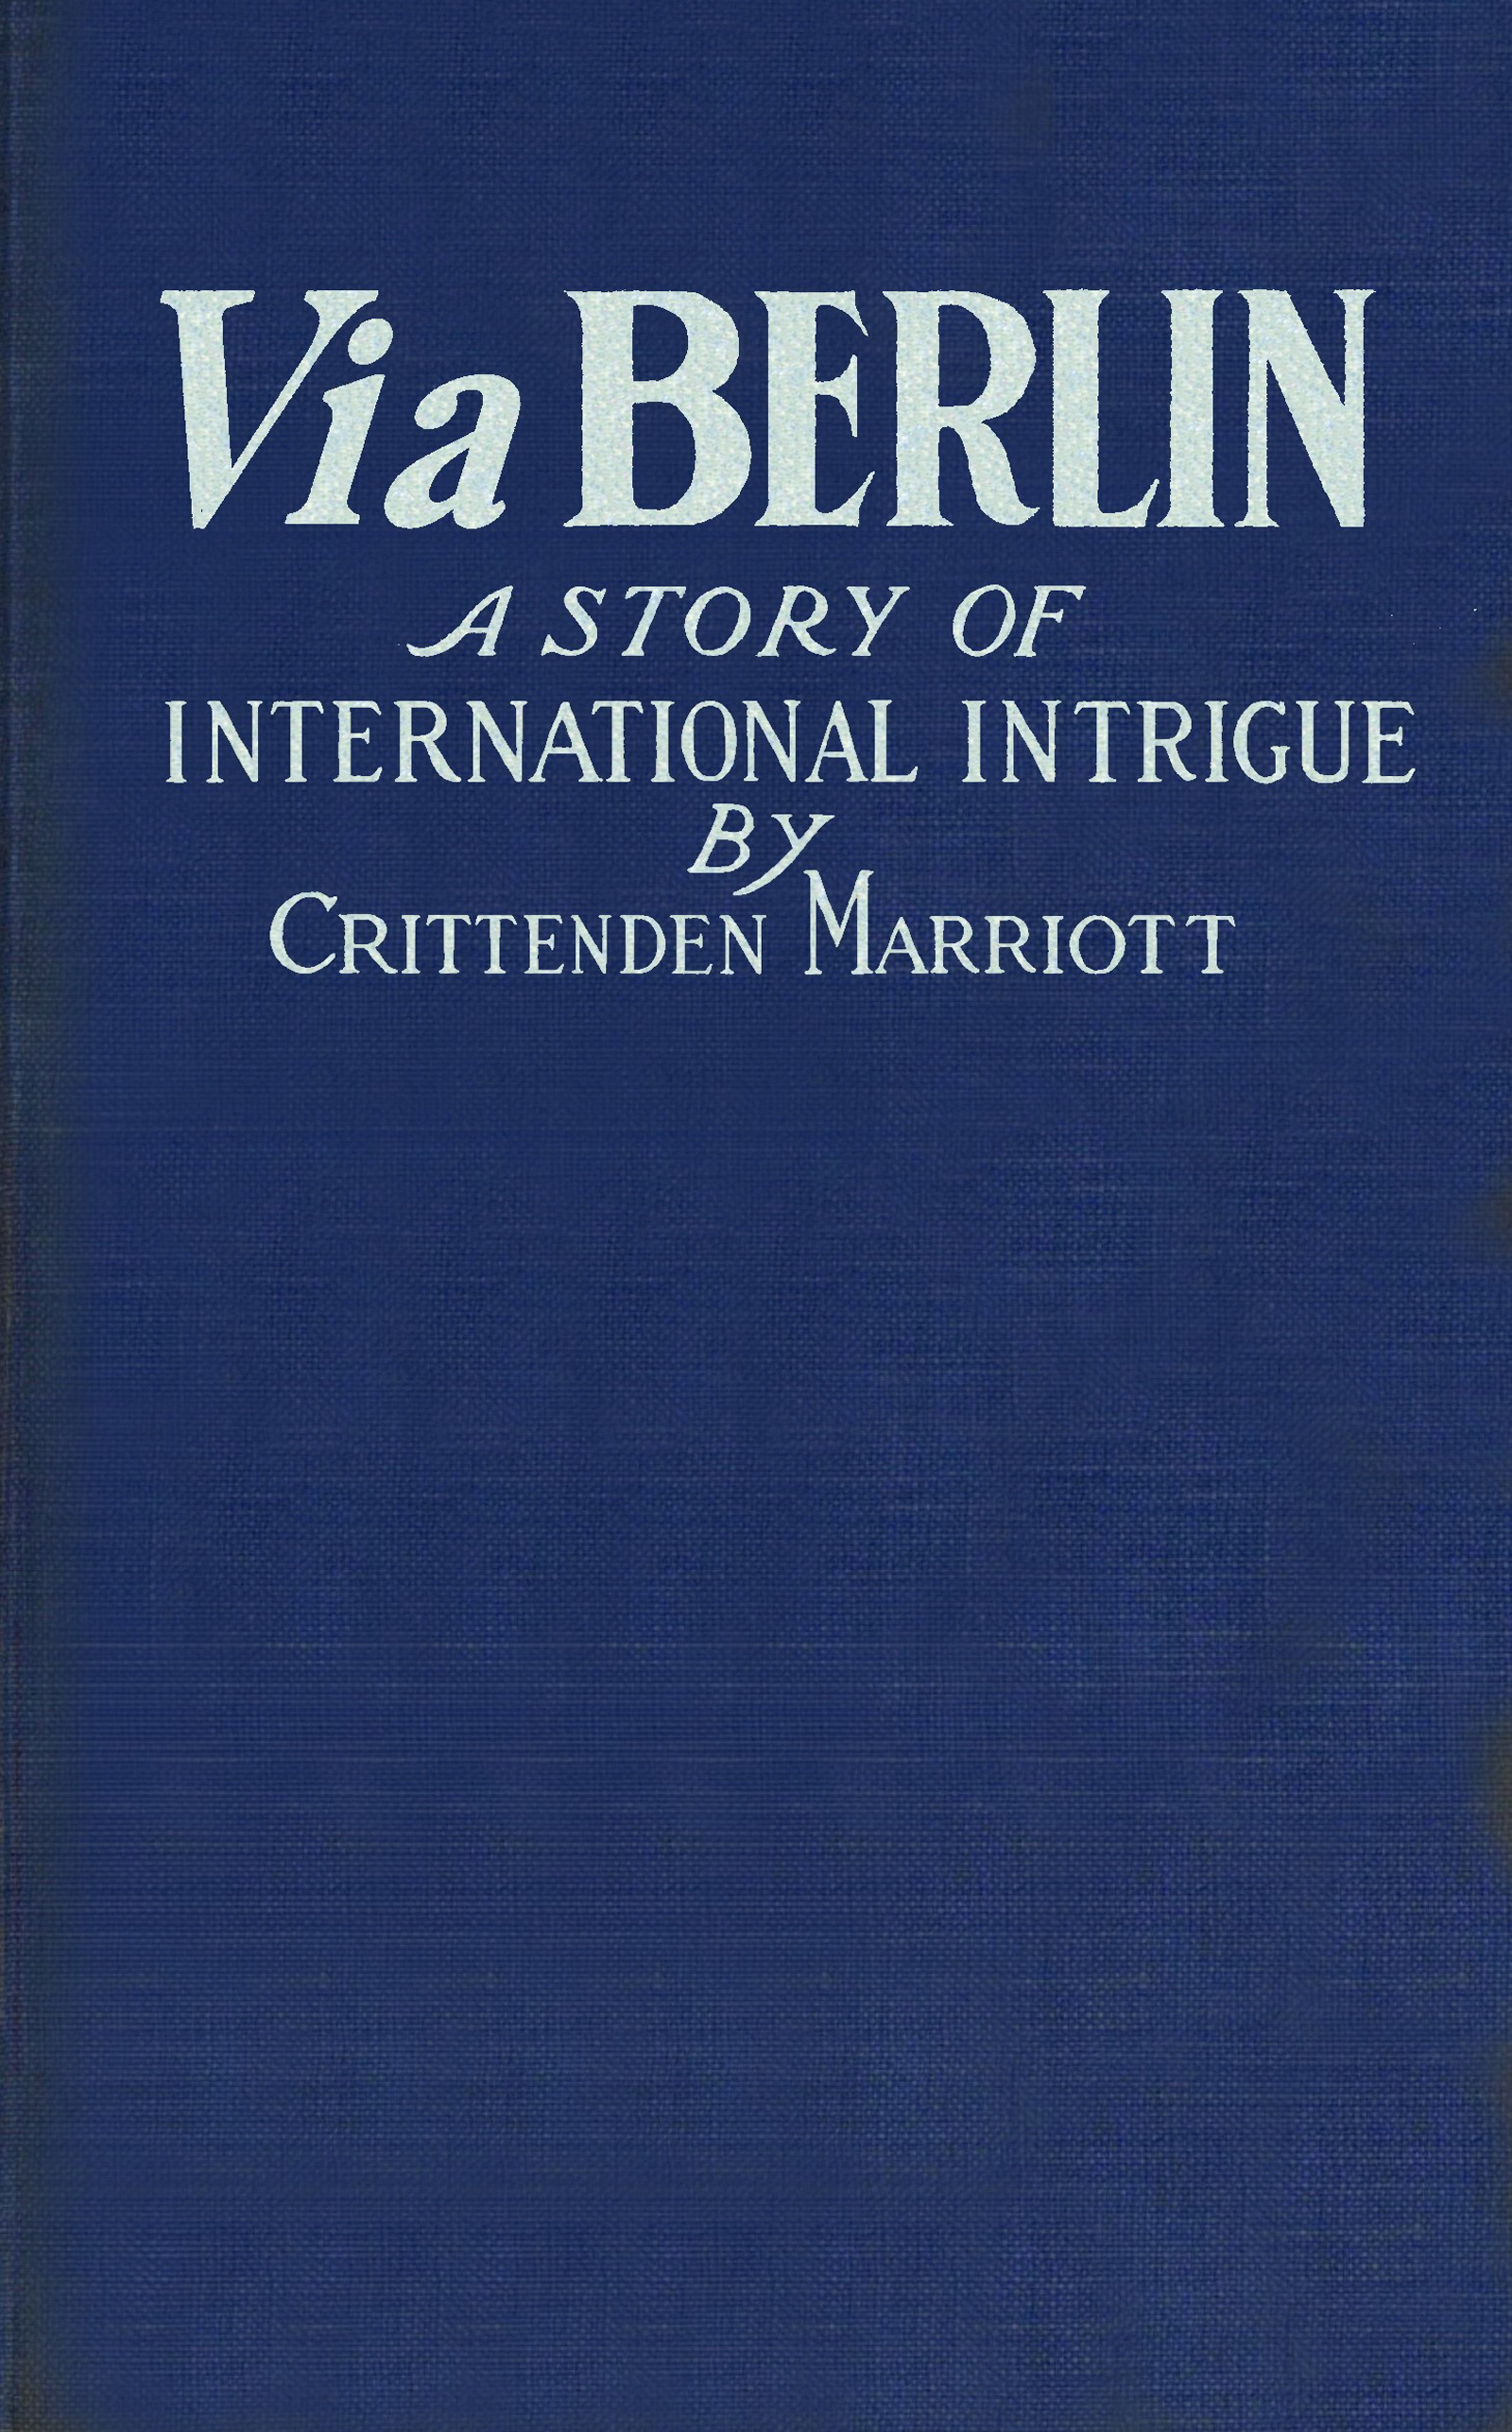 Via BERLIN
A STORY OF
INTERNATIONAL INTRIGUE
By
CRITTENDEN MARRIOTT